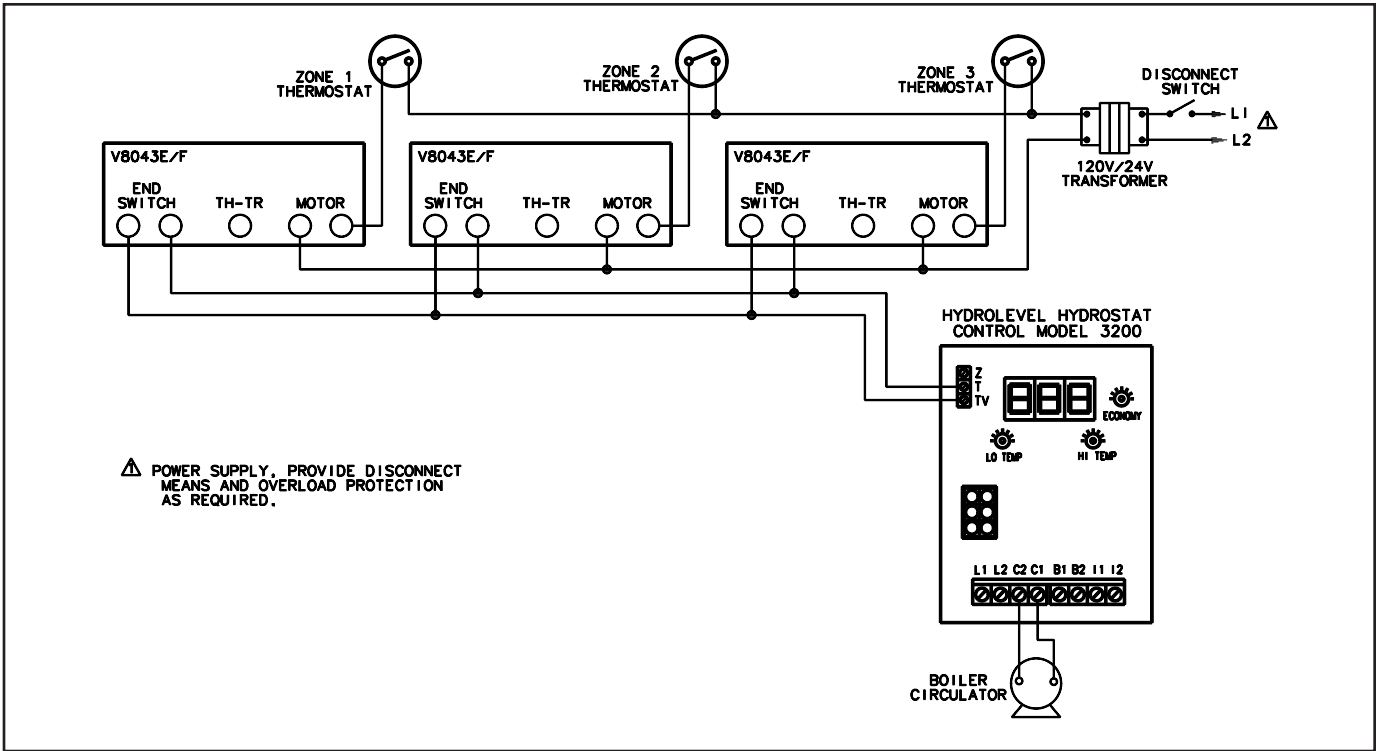 ZONE 1
THERMOSTAT
ZONE 2
THERMOSTAT
ZONE 3
THERMOSTAT
DISCONNECT
SWITCH
L1
L2
120V/24V
TRANSFORMER
V8043E/F
END
SWITCH
TH-TR
MOTOR
V8043E/F
END
SWITCH
TH-TR
MOTOR
V8043E/F
END
SWITCH
TH-TR
MOTOR
HYDROLEVEL HYDROSTAT
CONTROL MODEL 3200
Z
T
TV
888
ECONOMY
LO TEMP
HI TEMP
L1 L2 C2 C1 B1 B2 I1 I2
BOILER
CIRCULATOR
1
1 POWER SUPPLY, PROVIDE DISCONNECT
MEANS AND OVERLOAD PROTECTION
AS REQUIRED.